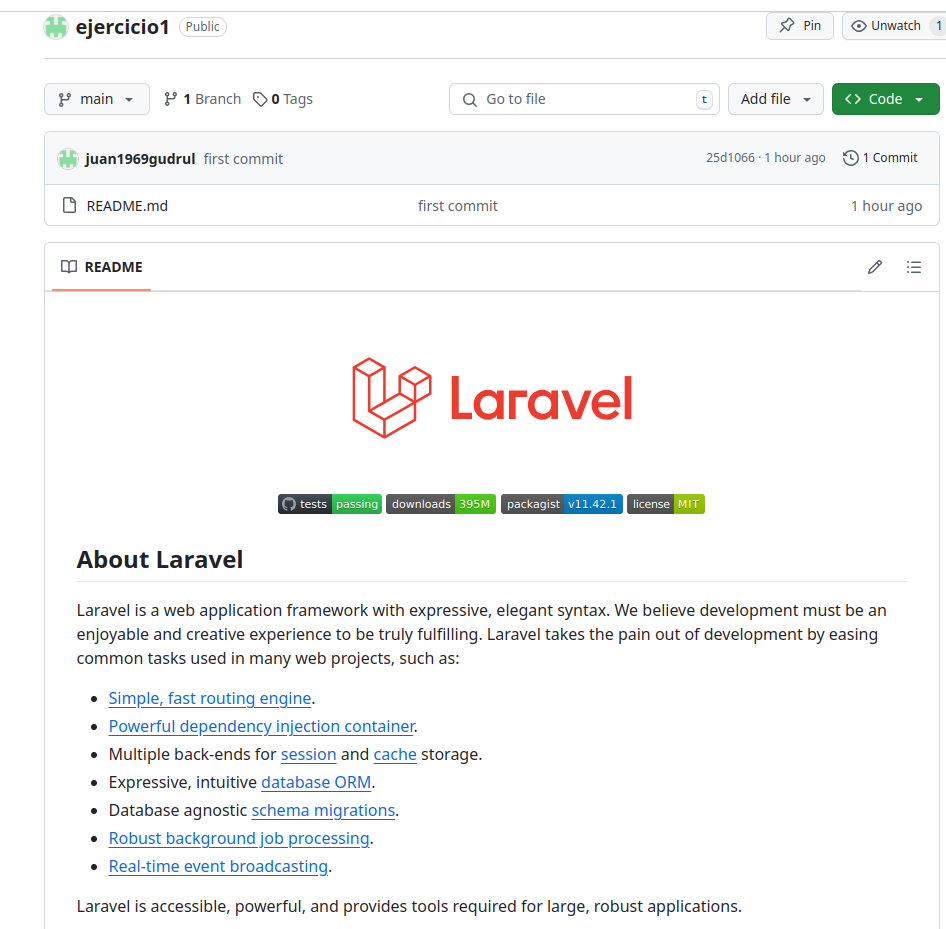 ejercicio1 Public Pin Unwatch 1
main 1 Branch 0 Tags Go to file t Add file Code
juan1969gudrul first commit 25d1066 · 1 hour ago 1 Commit
README.md first commit 1 hour ago
README
Laravel
tests passing downloads 395M packagist v11.42.1 license MIT
About Laravel
Laravel is a web application framework with expressive, elegant syntax. We believe development must be an
enjoyable and creative experience to be truly fulfilling. Laravel takes the pain out of development by easing
common tasks used in many web projects, such as:
• Simple, fast routing engine.
• Powerful dependency injection container.
• Multiple back-ends for session and cache storage.
• Expressive, intuitive database ORM.
• Database agnostic schema migrations.
• Robust background job processing.
• Real-time event broadcasting.
Laravel is accessible, powerful, and provides tools required for large, robust applications.